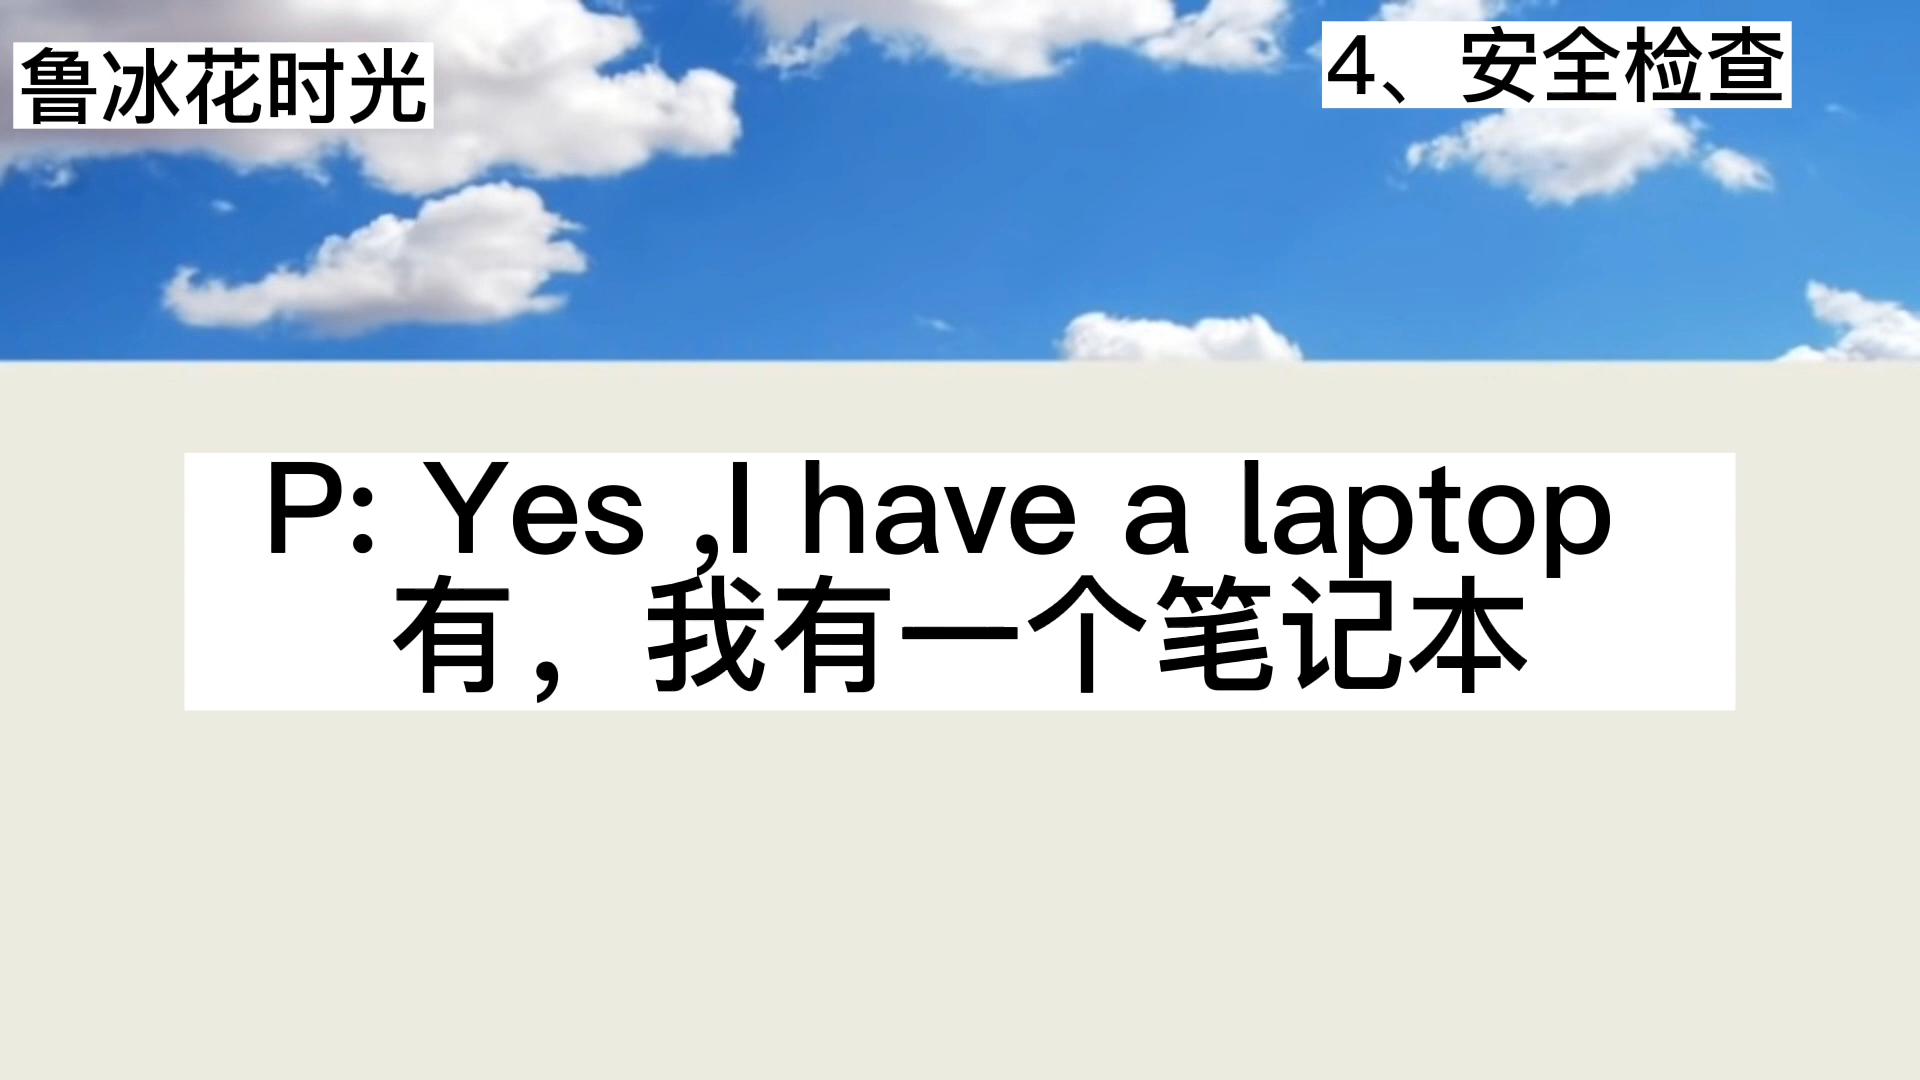 鲁冰花时光
4、安全检查
P: Yes ,I have a laptop
有，我有一个笔记本